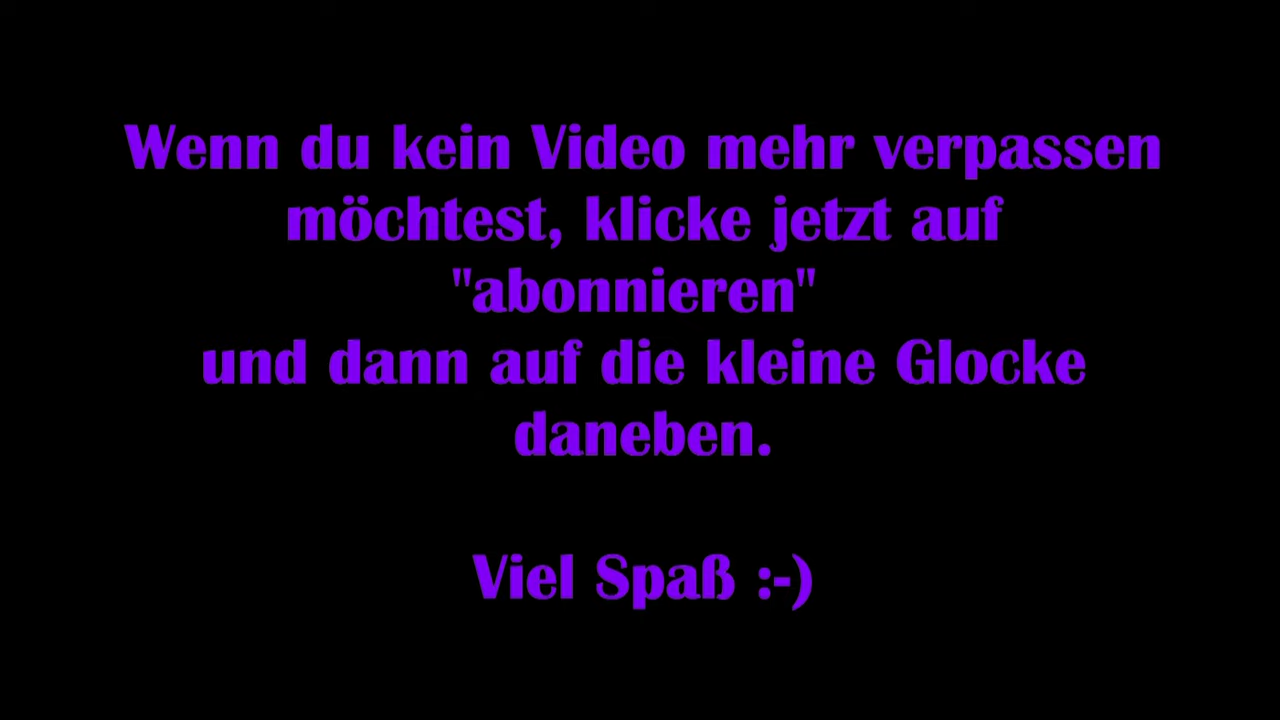 Wenn du kein Video mehr verpassen
möchtest, klicke jetzt auf
"abonnieren"
und dann auf die kleine Glocke
daneben.
Viel Spaß :-)